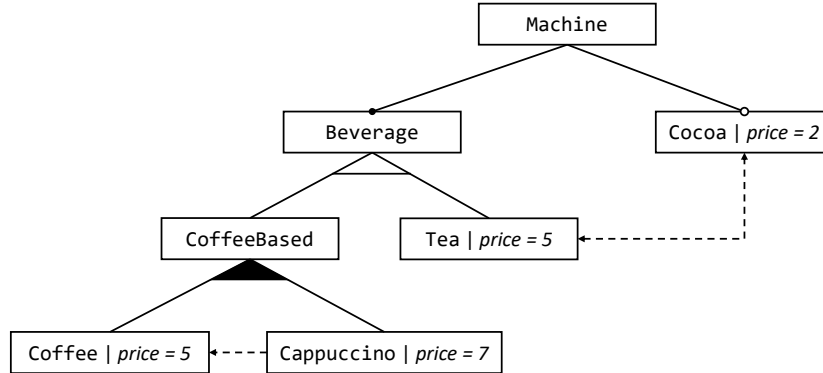 Machine
Beverage
Cocoa | price = 2
CoffeeBased
Tea | price = 5
Coffee | price = 5
Cappuccino | price = 7